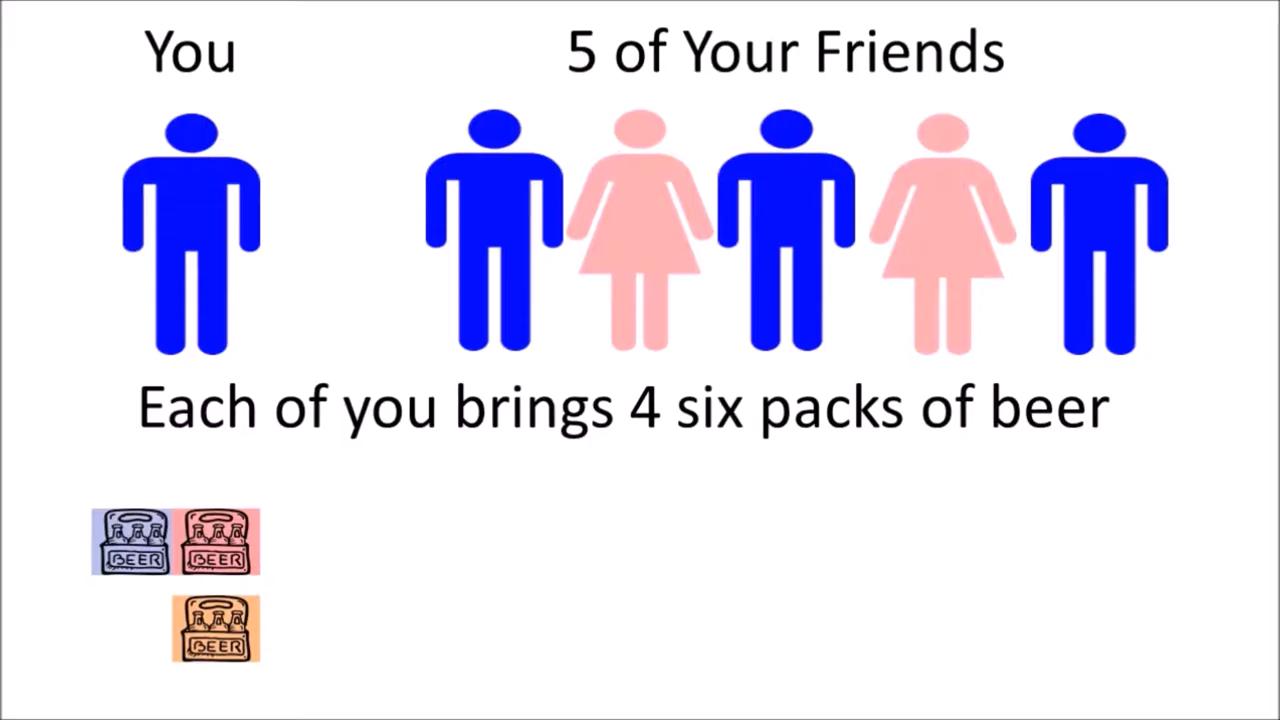 You
5 of Your Friends
Each of you brings 4 six packs of beer
BEER BEER
BEER